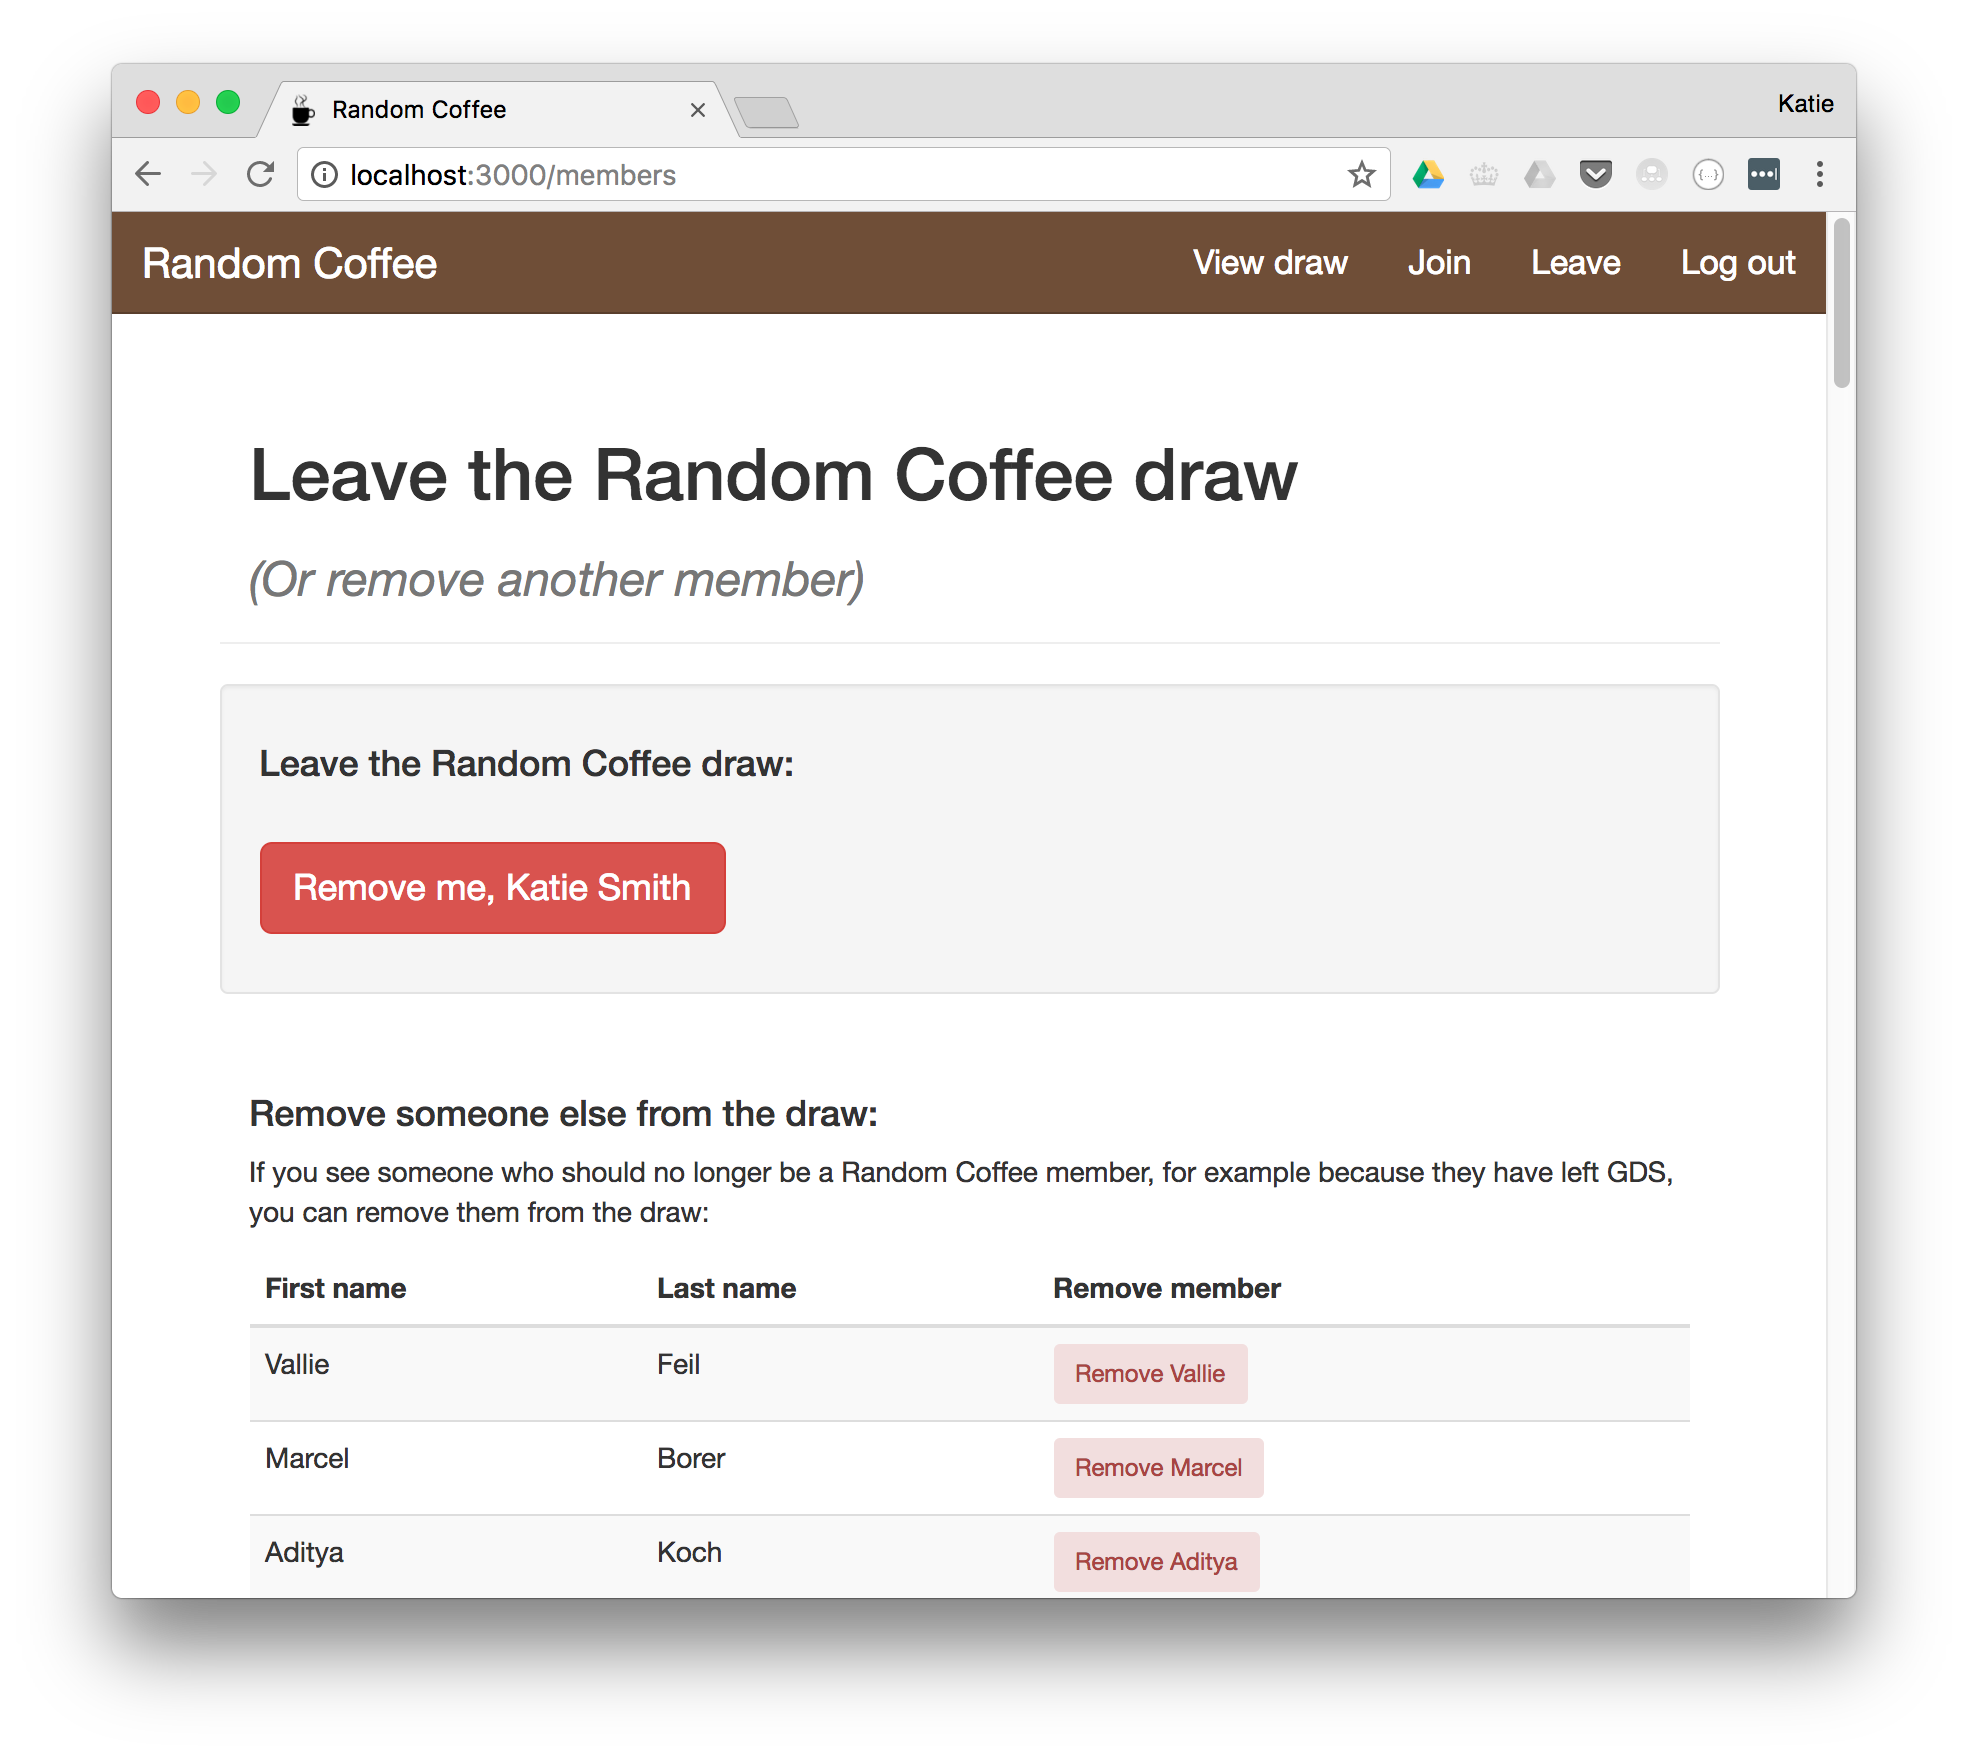 Random Coffee
Katie
localhost:3000/members
Random Coffee View draw Join Leave Log out
Leave the Random Coffee draw
(Or remove another member)
Leave the Random Coffee draw:
Remove me, Katie Smith
Remove someone else from the draw:
If you see someone who should no longer be a Random Coffee member, for example because they have left GDS,
you can remove them from the draw:
First name Last name Remove member
Vallie Feil Remove Vallie
Marcel Borer Remove Marcel
Aditya Koch Remove Aditya